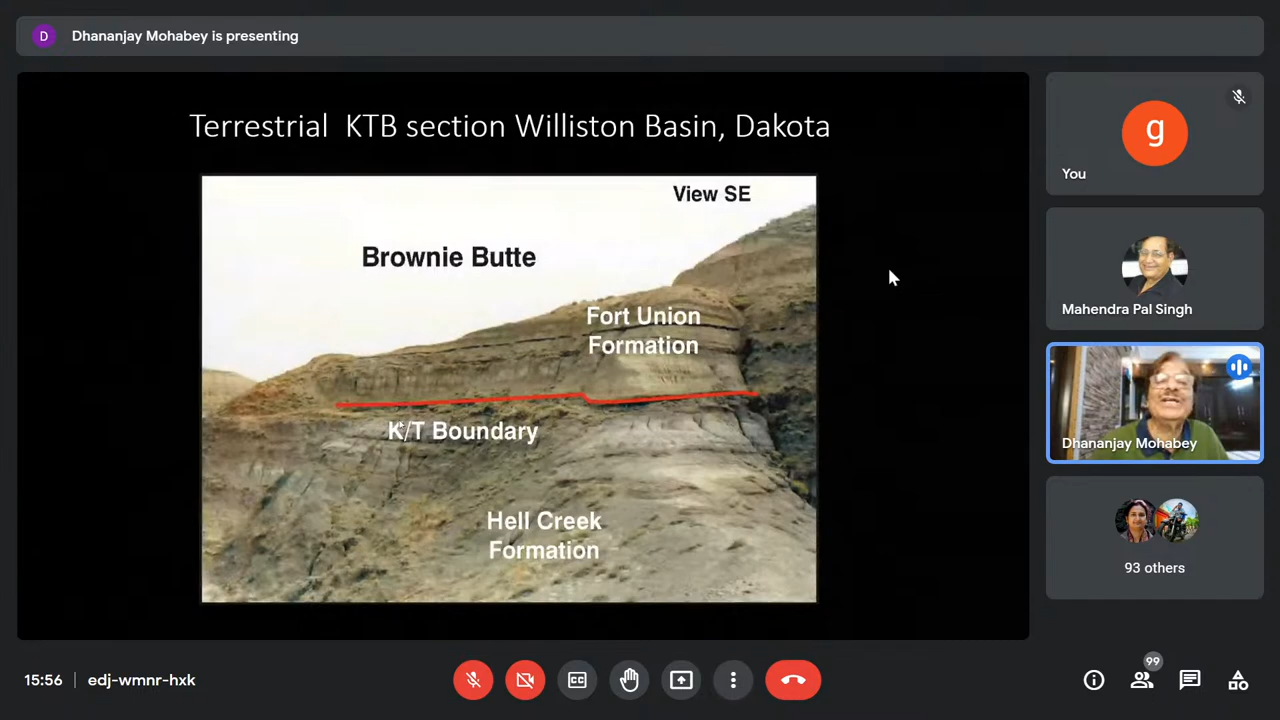 D
Dhananjay Mohabey is presenting
Terrestrial KTB section Williston Basin, Dakota
View SE
Brownie Butte
Fort Union
Formation
K/T Boundary
Hell Creek
Formation
g
You
Mahendra Pal Singh
Dhananjay Mohabey
93 others
15:56 | edj-wmnr-hxk
CC
99